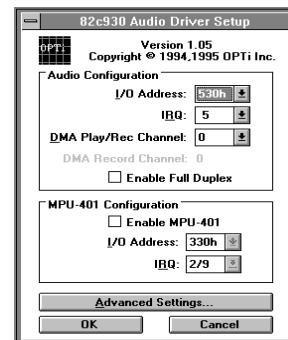 82c930 Audio Driver Setup
OPTi
Version 1.05
Copyright © 1994,1995 OPTi Inc.
Audio Configuration
I/O Address: 530h
IRQ: 5
DMA Play/Rec Channel: 0
DMA Record Channel: 0
Enable Full Duplex
MPU-401 Configuration
Enable MPU-401
I/O Address: 330h
IRQ: 2/9
Advanced Settings...
OK Cancel